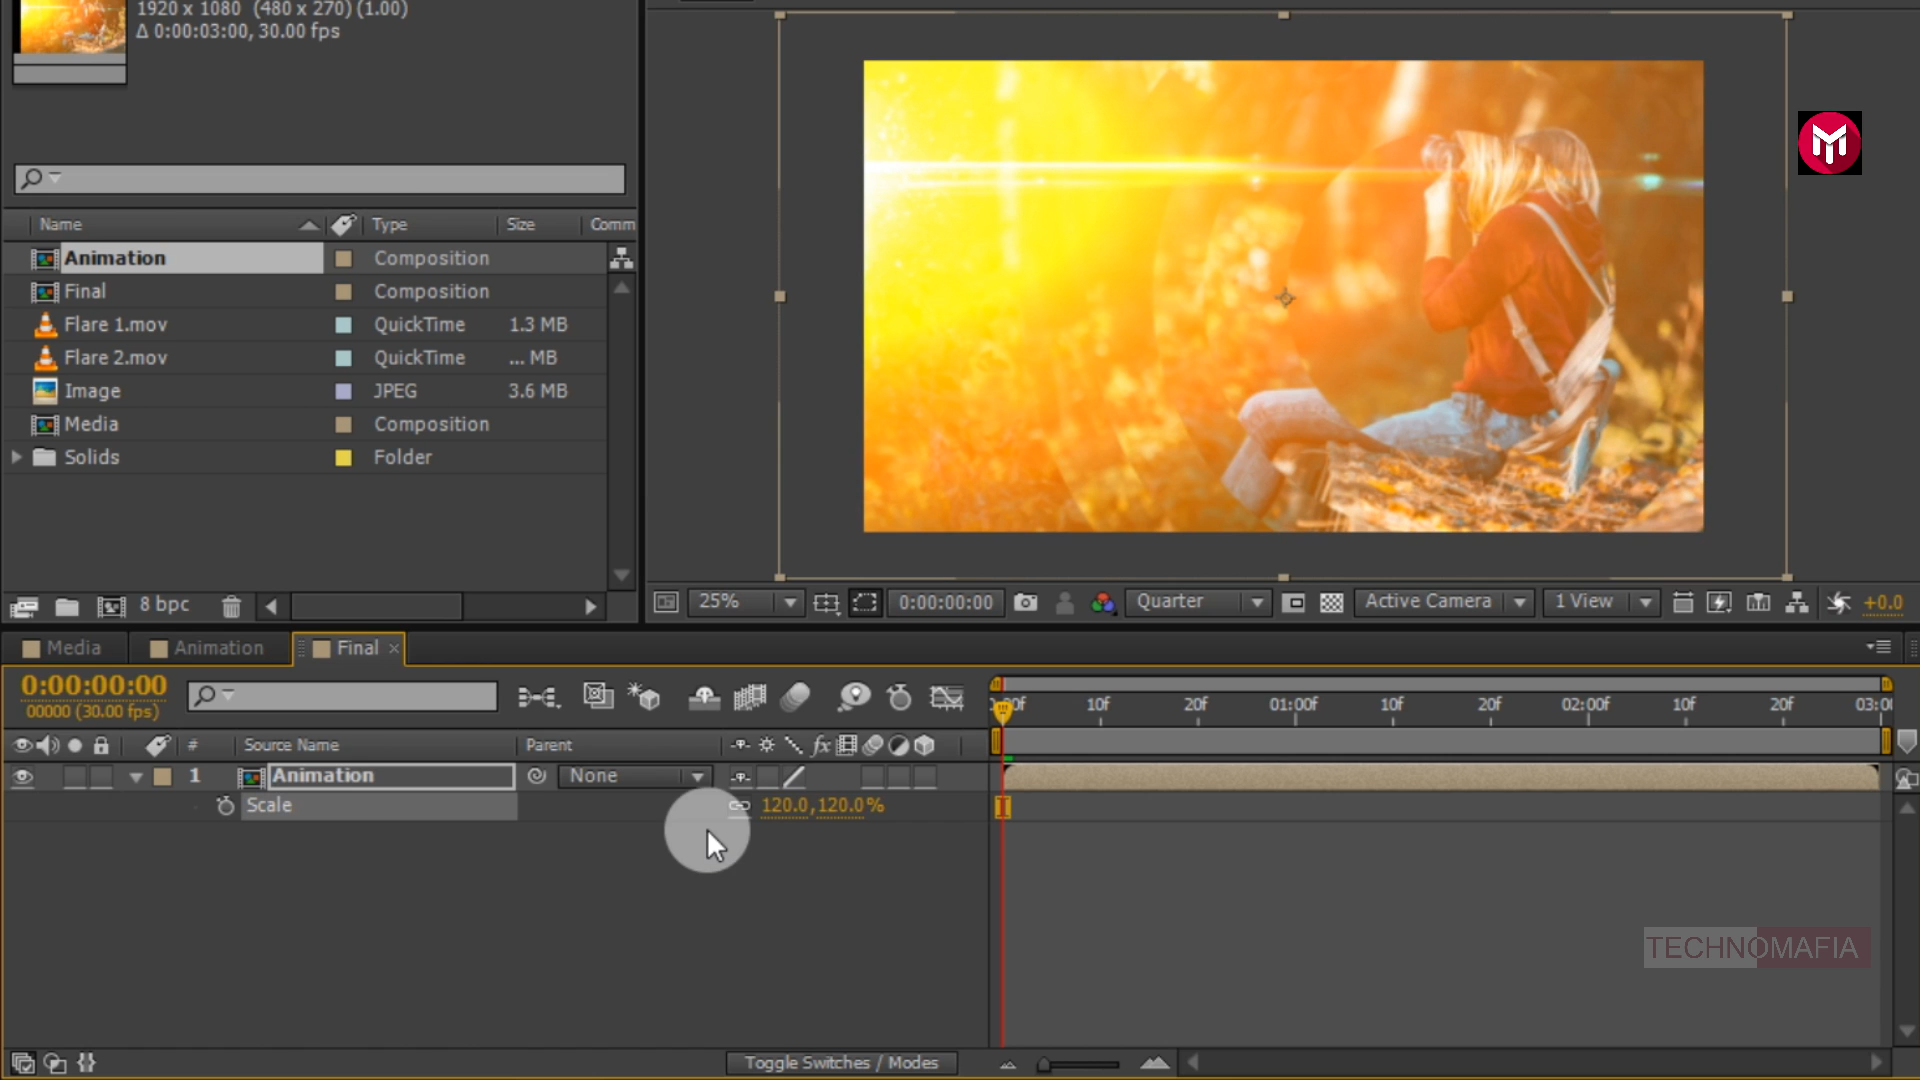 1920 x 1080 (480 x 270) (1.00)
Δ 0:00:03:00, 30.00 fps
Name Type Size Comm
Animation Composition
Final Composition
Flare 1.mov QuickTime 1.3 MB
Flare 2.mov QuickTime ... MB
Image JPEG 3.6 MB
Media Composition
Solids Folder
8 bpc
25% 0:00:00:00 Quarter Active Camera 1 View +0.0
Media Animation Final
0:00:00:00
00000 (30.00 fps)
10f 20f 01:00f 10f 20f 02:00f 10f 20f
# Source Name Parent fx
1 Animation None
Scale 120.0,120.0%
TECHNOMAFIA
Toggle Switches / Modes